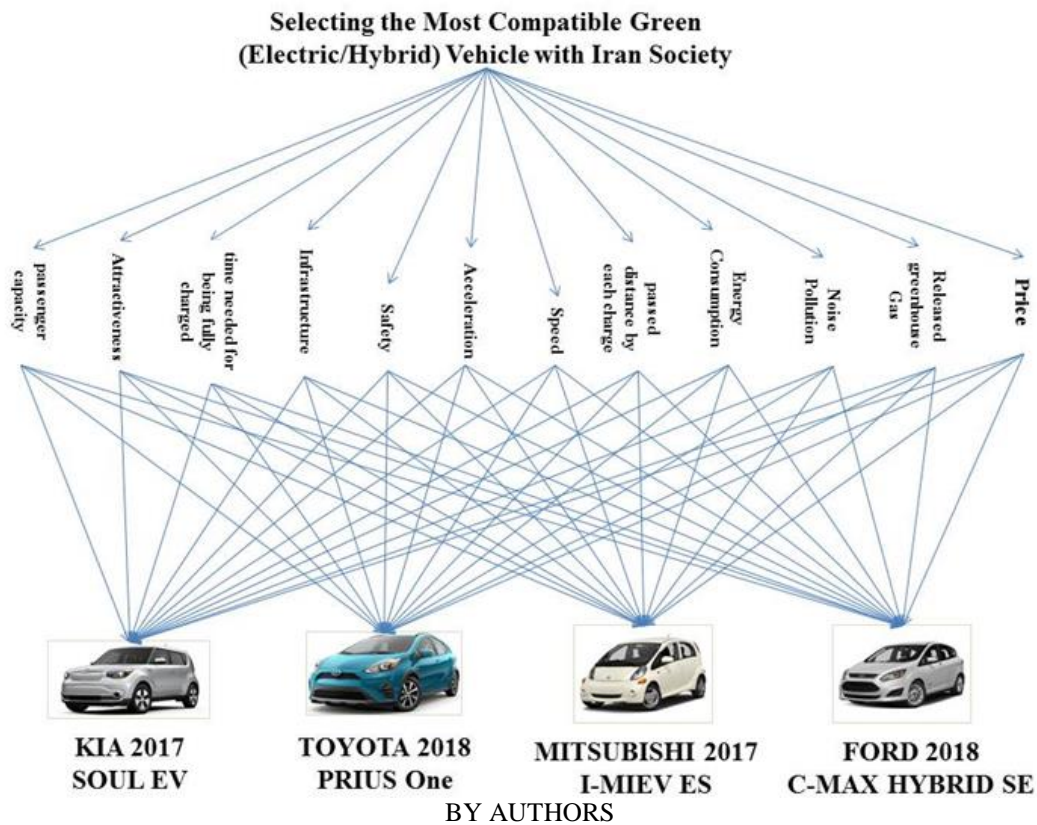 Selecting the Most Compatible Green
(Electric/Hybrid) Vehicle with Iran Society
passenger
capacity
Attractiveness
time needed for
being fully
charged
Infrastructure
Safety
Acceleration
Speed
passed
distance by
each charge
Energy
Consumption
Noise
Pollution
Released
greenhouse
Gas
Price
KIA 2017
SOUL EV
TOYOTA 2018
PRIUS One
MITSUBISHI 2017
I-MIEV ES
FORD 2018
C-MAX HYBRID SE
BY AUTHORS